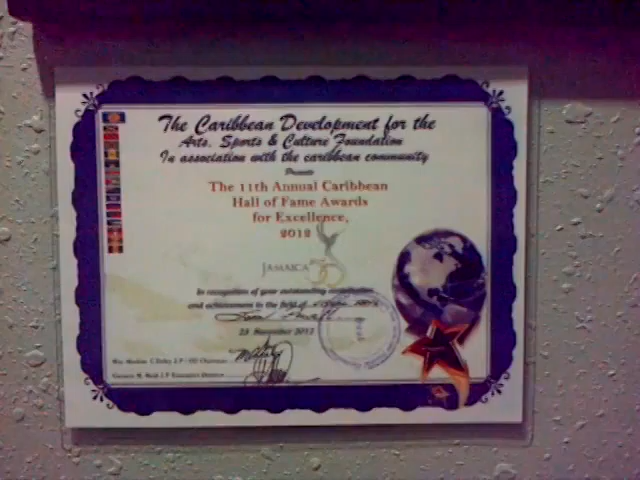 The Caribbean Development for the
Arts, Sports & Culture Foundation
In association with the caribbean community
Presents
The 11th Annual Caribbean
Hall of Fame Awards
for Excellence,
2012
JAMAICA 50
In recognition of your outstanding contribution
and achievement in the field of
23 November 2012